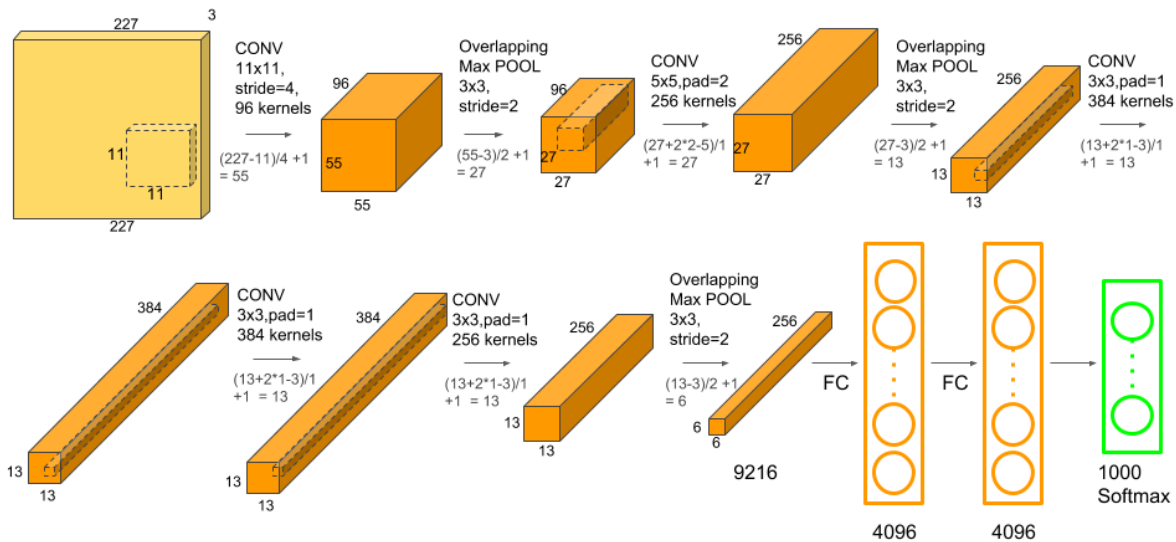 227
3
CONV
11x11,
stride=4,
96 kernels
(227-11)/4 +1
= 55
11
11
227
96
55
55
Overlapping
Max POOL
3x3,
stride=2
(55-3)/2 +1
= 27
96
27
27
CONV
5x5,pad=2
256 kernels
(27+2*2-5)/1
+1 = 27
256
27
27
Overlapping
Max POOL
3x3,
stride=2
(27-3)/2 +1
= 13
256
13
13
CONV
3x3,pad=1
384 kernels
(13+2*1-3)/1
+1 = 13
384
13
13
CONV
3x3,pad=1
384 kernels
(13+2*1-3)/1
+1 = 13
384
13
13
CONV
3x3,pad=1
256 kernels
(13+2*1-3)/1
+1 = 13
256
13
13
Overlapping
Max POOL
3x3,
stride=2
(13-3)/2 +1
= 6
256
6
6
9216
FC
4096
FC
4096
1000
Softmax